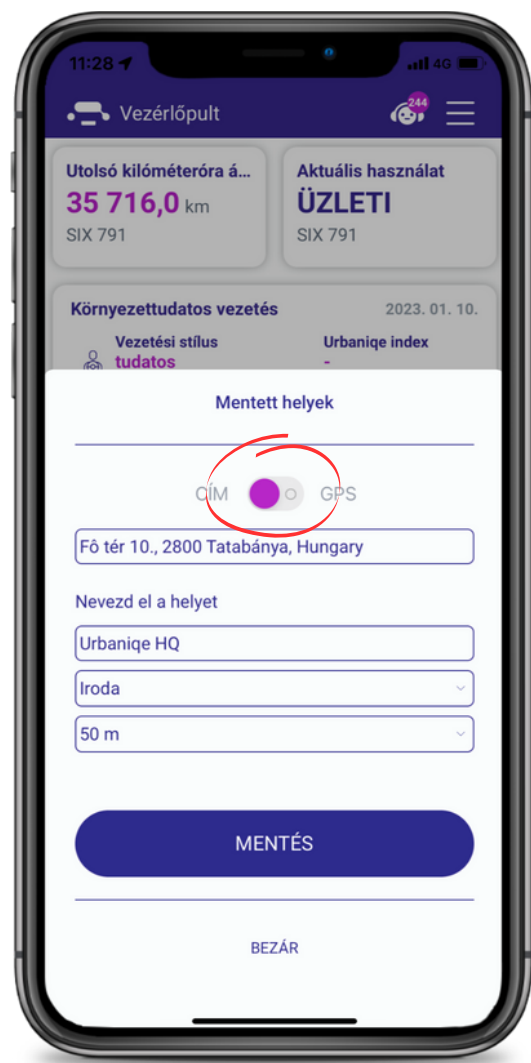 11:28
4G
Vezérlőpult
244
Utolsó kilóméteróra á...
35 716,0 km
SIX 791
Aktuális használat
ÜZLETI
SIX 791
Környezettudatos vezetés
2023. 01. 10.
Vezetési stílus
tudatos
Urbaniqe index
-
Mentett helyek
CÍM
GPS
Fô tér 10., 2800 Tatabánya, Hungary
Nevezd el a helyet
Urbaniqe HQ
Iroda
50 m
MENTÉS
BEZÁR